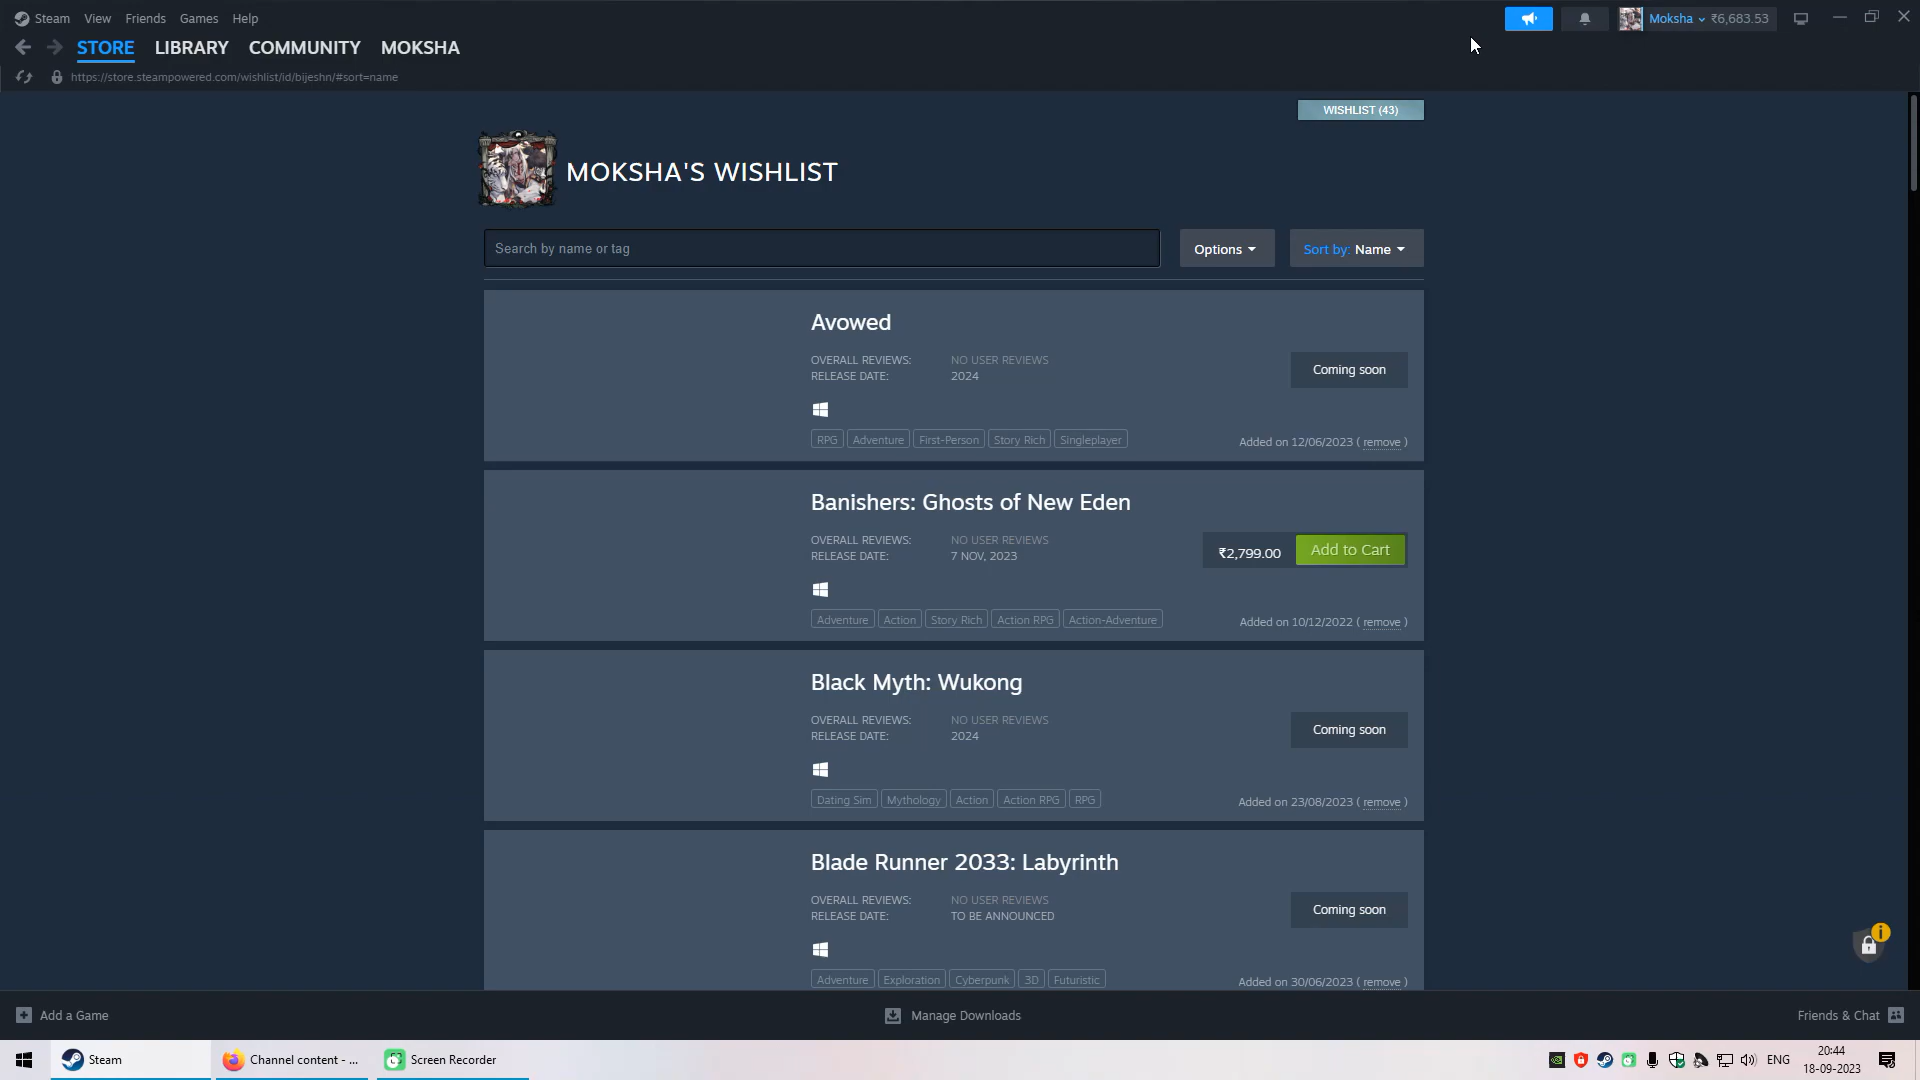 Steam View Friends Games Help Moksha ₹6,683.53
STORE LIBRARY COMMUNITY MOKSHA
https://store.steampowered.com/wishlist/id/bijeshn/#sort=name
WISHLIST (43)
MOKSHA'S WISHLIST
Search by name or tag Options Sort by: Name
Avowed
OVERALL REVIEWS: NO USER REVIEWS
RELEASE DATE: 2024
Coming soon
RPG Adventure First-Person Story Rich Singleplayer
Added on 12/06/2023 ( remove )
Banishers: Ghosts of New Eden
OVERALL REVIEWS: NO USER REVIEWS
RELEASE DATE: 7 NOV, 2023
₹2,799.00 Add to Cart
Adventure Action Story Rich Action RPG Action-Adventure
Added on 10/12/2022 ( remove )
Black Myth: Wukong
OVERALL REVIEWS: NO USER REVIEWS
RELEASE DATE: 2024
Coming soon
Dating Sim Mythology Action Action RPG RPG
Added on 23/08/2023 ( remove )
Blade Runner 2033: Labyrinth
OVERALL REVIEWS: NO USER REVIEWS
RELEASE DATE: TO BE ANNOUNCED
Coming soon
Adventure Exploration Cyberpunk 3D Futuristic
Added on 30/06/2023 ( remove )
Add a Game Manage Downloads Friends & Chat
Steam Channel content - ... Screen Recorder ENG 20:44
18-09-2023